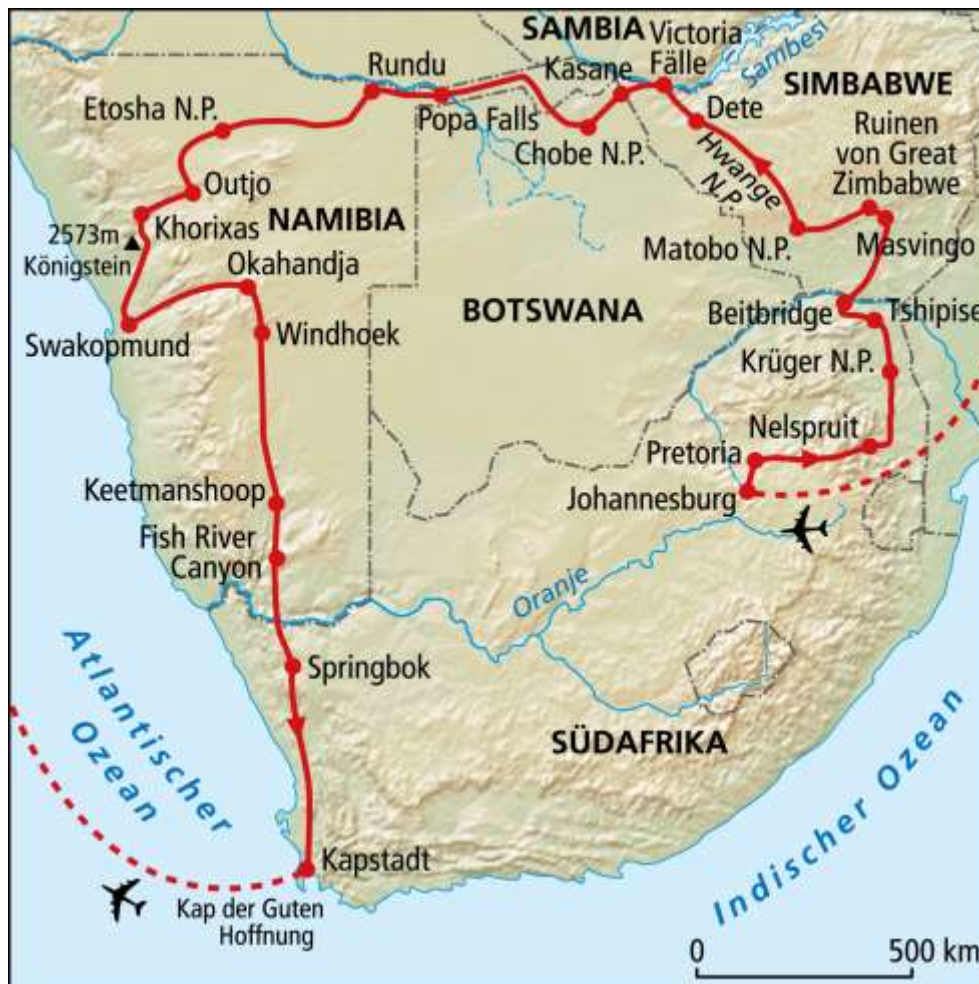 SAMBIA
Victoria
Fälle
Sambesi
Rundu
Kasane
SIMBABWE
Etosha N.P.
Popa Falls
Dete
Chobe N.P.
Hwange
N.P.
Ruinen
von Great
Zimbabwe
Outjo
Khorixas
NAMIBIA
2573m
Königstein
Matobo N.P.
Masvingo
Okahandja
BOTSWANA
Beitbridge
Tshipise
Swakopmund
Windhoek
Krüger N.P.
Nelspruit
Pretoria
Keetmanshoop
Johannesburg
Fish River
Canyon
Oranje
Atlantischer
Ozean
Springbok
SÜDAFRIKA
Indischer Ozean
Kapstadt
Kap der Guten
Hoffnung
0 500 km